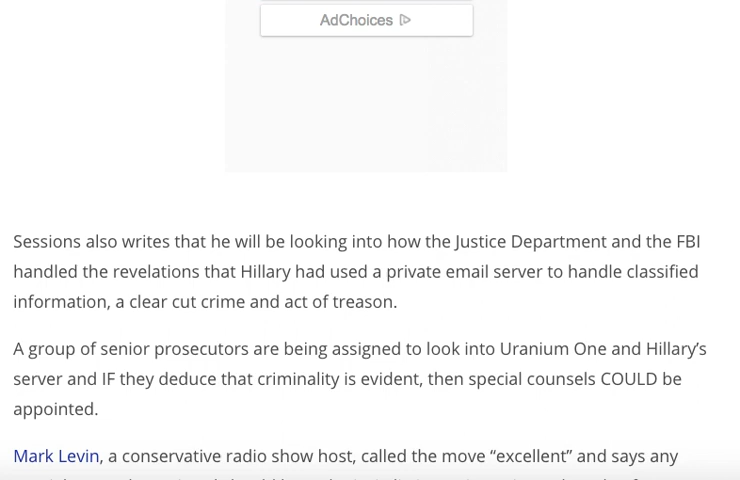 AdChoices
Sessions also writes that he will be looking into how the Justice Department and the FBI
handled the revelations that Hillary had used a private email server to handle classified
information, a clear cut crime and act of treason.
A group of senior prosecutors are being assigned to look into Uranium One and Hillary’s
server and IF they deduce that criminality is evident, then special counsels COULD be
appointed.
Mark Levin, a conservative radio show host, called the move “excellent” and says any